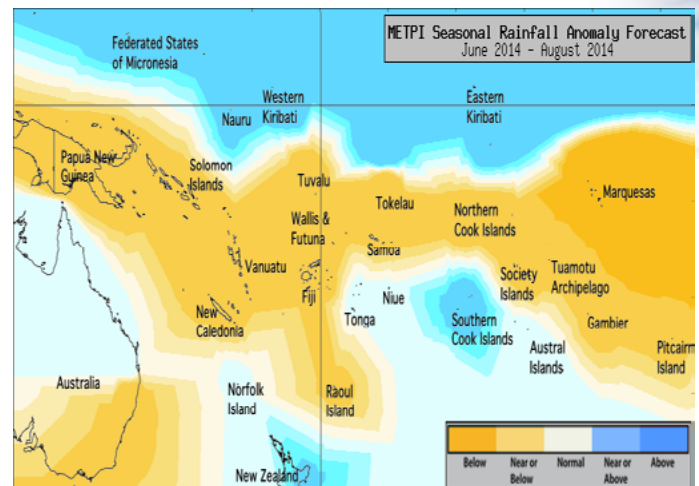 METPI Seasonal Rainfall Anomaly Forecast
June 2014 - August 2014
Federated States
of Micronesia
Nauru
Western
Kiribati
Eastern
Kiribati
Papua New
Guinea
Solomon
Islands
Tuvalu
Tokelau
Marquesas
Wallis &
Futuna
Northern
Cook Islands
Samoa
Vanuatu
Fiji
Society
Islands
Tuamotu
Archipelago
New
Caledonia
Tonga
Niue
Southern
Cook Islands
Gambier
Austral
Islands
Pitcairn
Island
Australia
Norfolk
Island
Raoul
Island
New Zealand
Below
Near or
Below
Normal
Near or
Above
Above